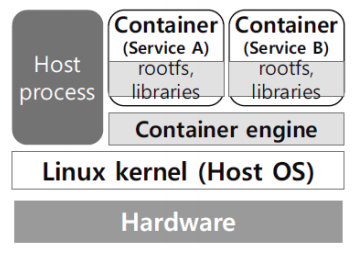 Host
process
Container
(Service A)
rootfs,
libraries
Container
(Service B)
rootfs,
libraries
Container engine
Linux kernel (Host OS)
Hardware